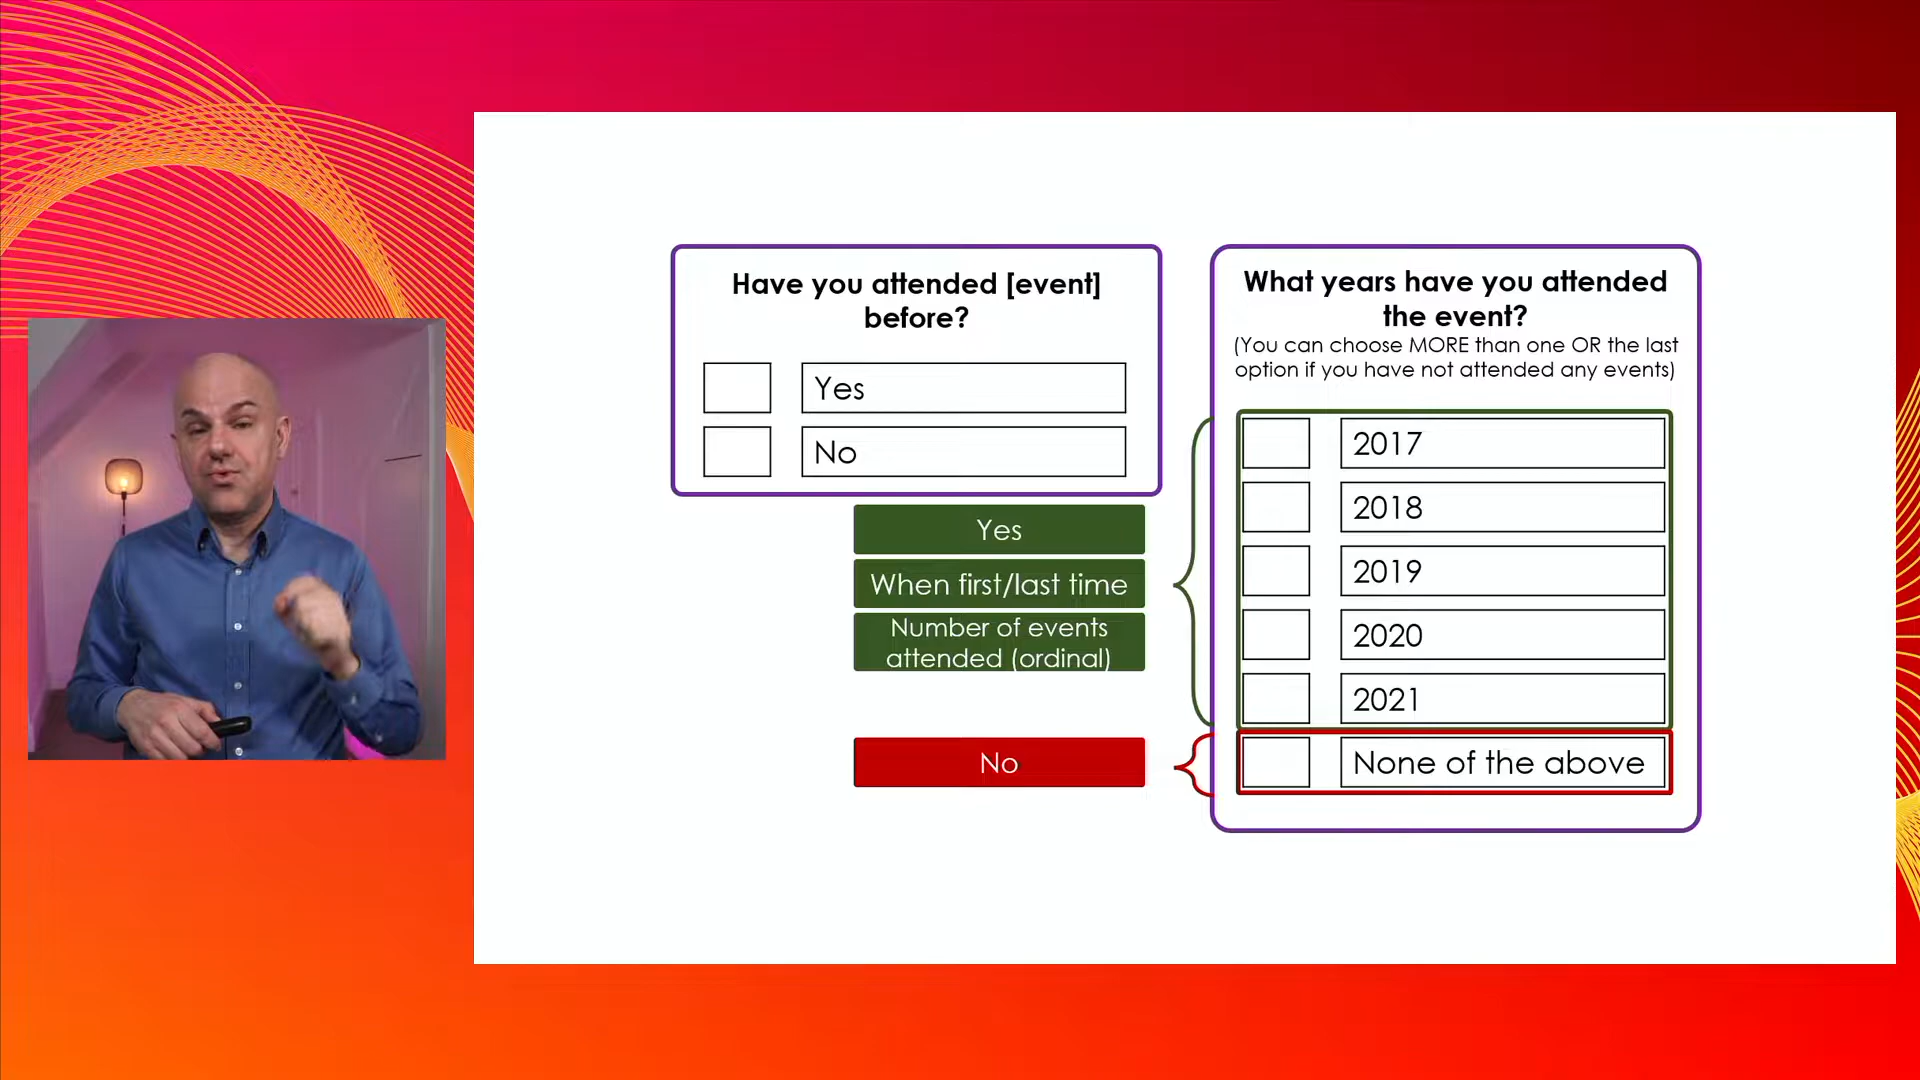 Have you attended [event]
before?
Yes
No
Yes
When first/last time
Number of events
attended (ordinal)
No
What years have you attended
the event?
(You can choose MORE than one OR the last
option if you have not attended any events)
2017
2018
2019
2020
2021
None of the above